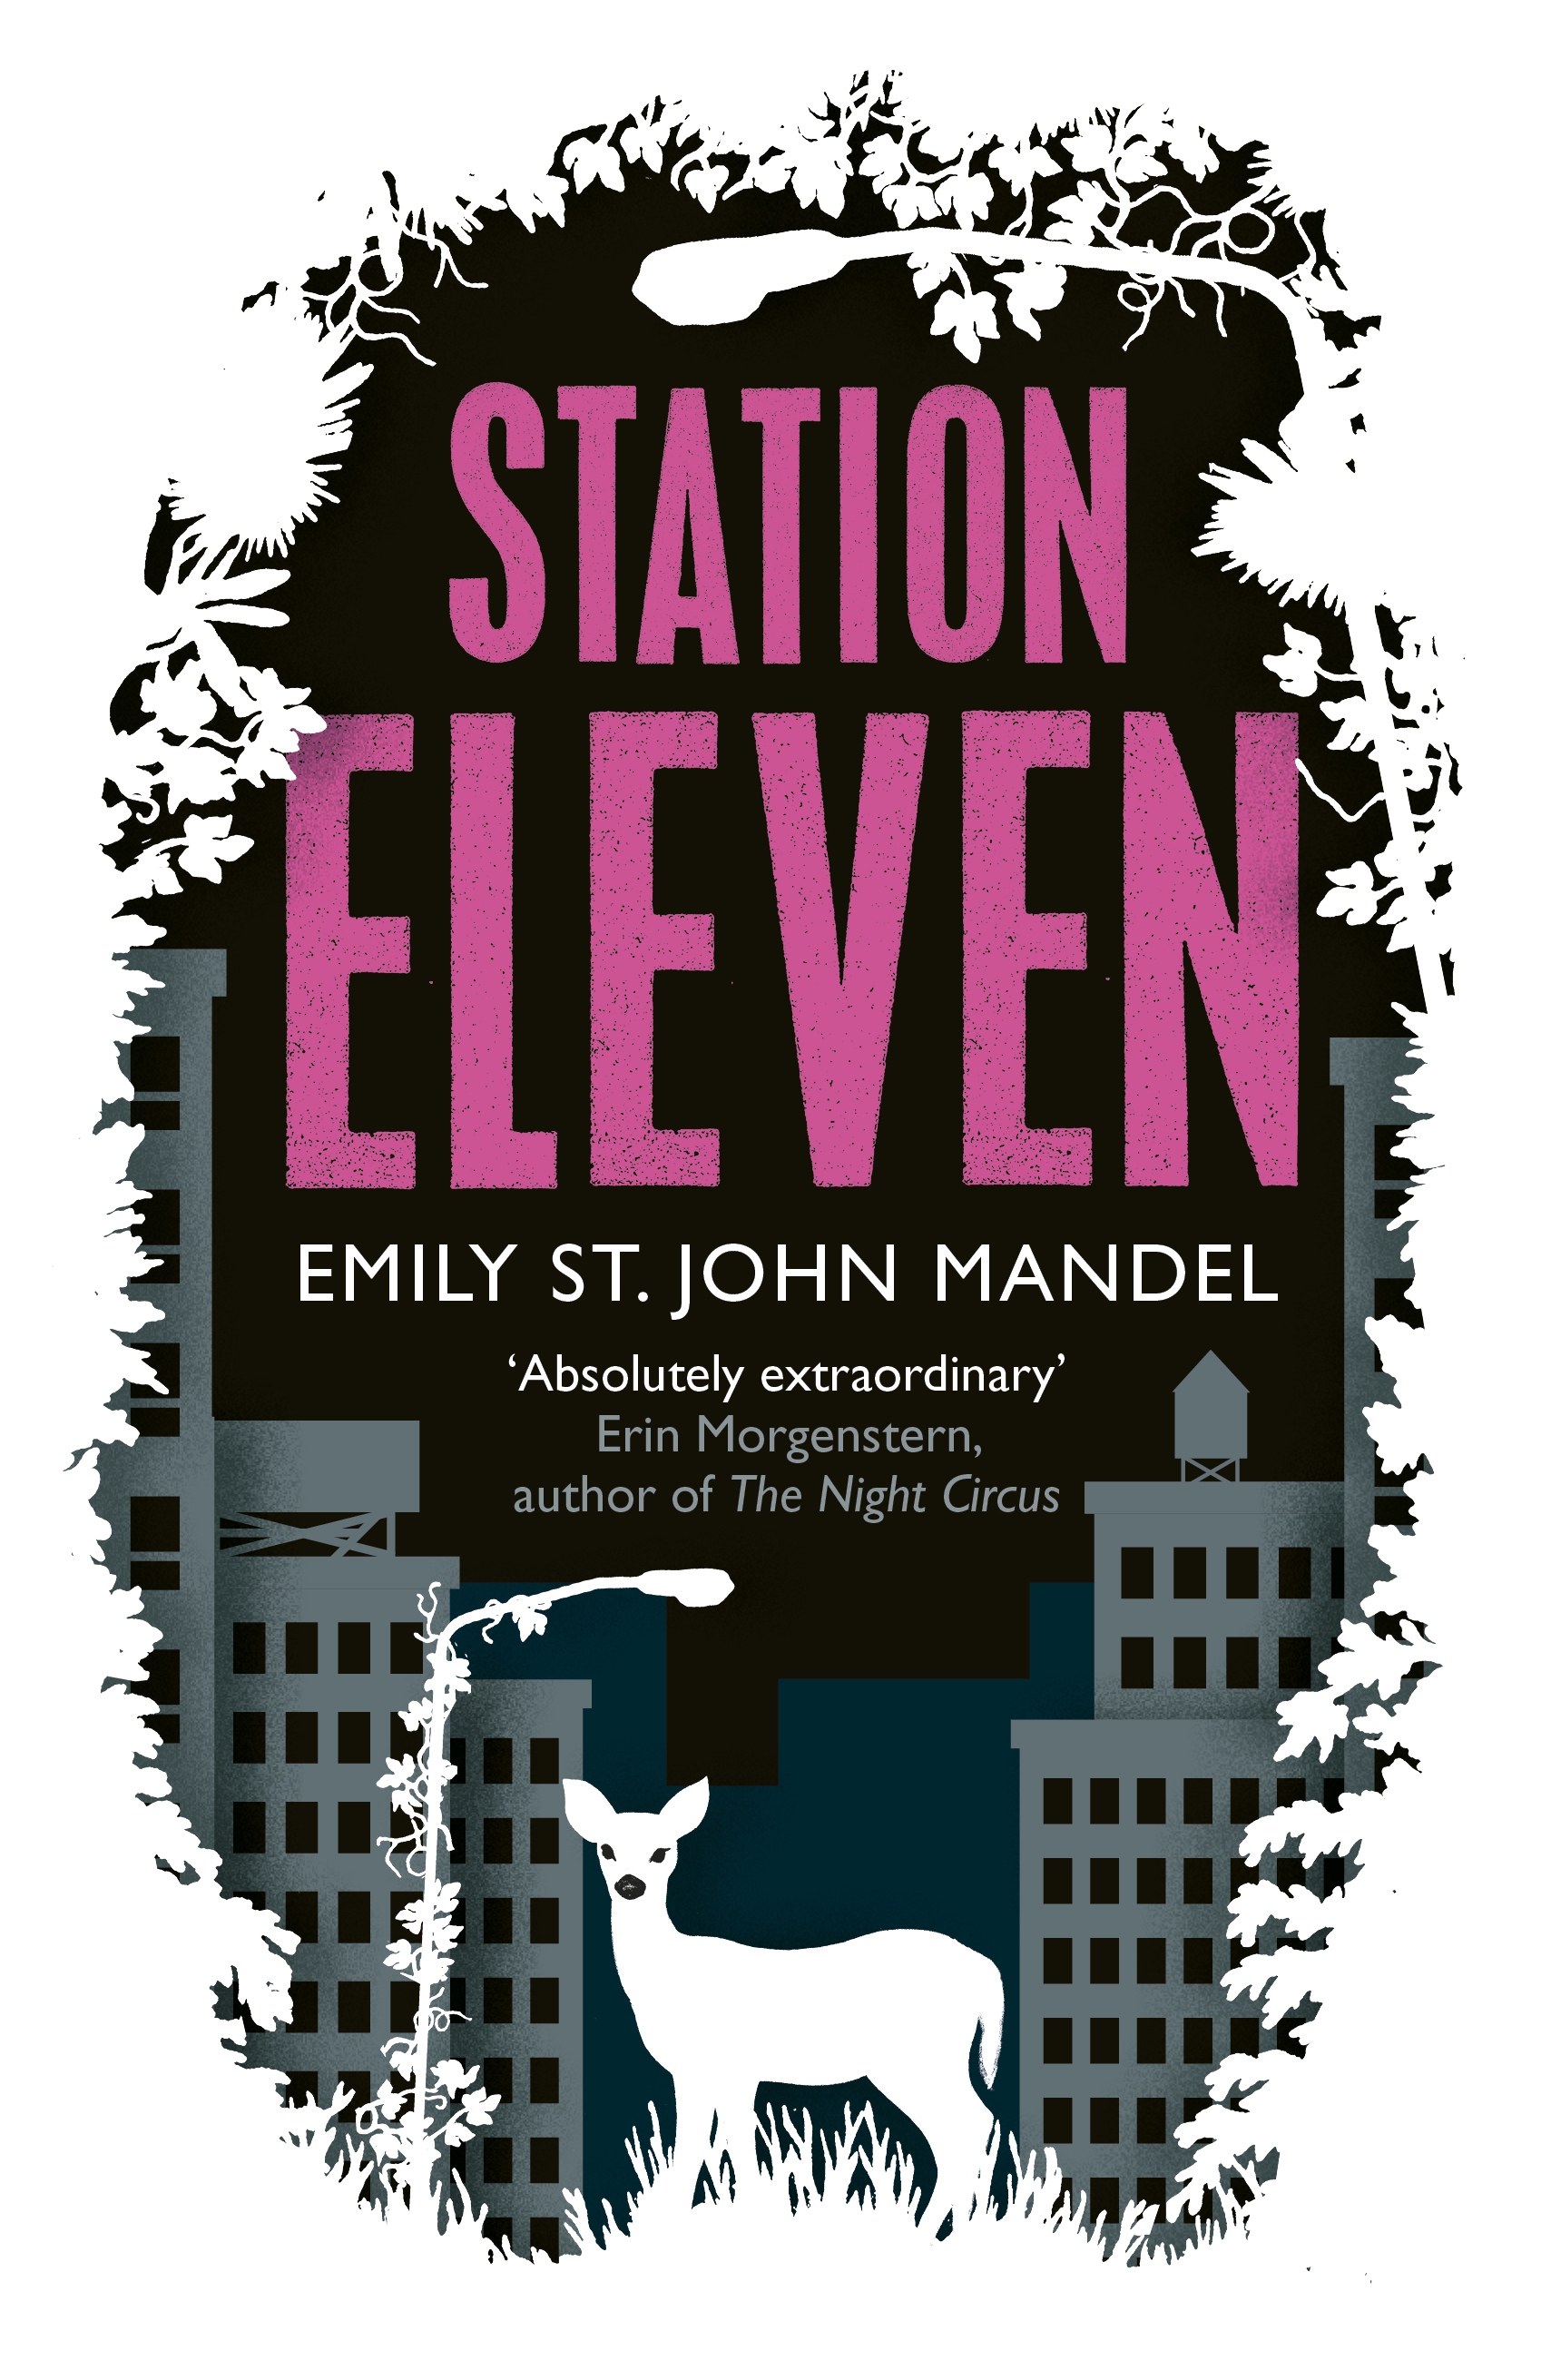 STATION
ELEVEN
EMILY ST. JOHN MANDEL
‘Absolutely extraordinary’
Erin Morgenstern,
author of The Night Circus